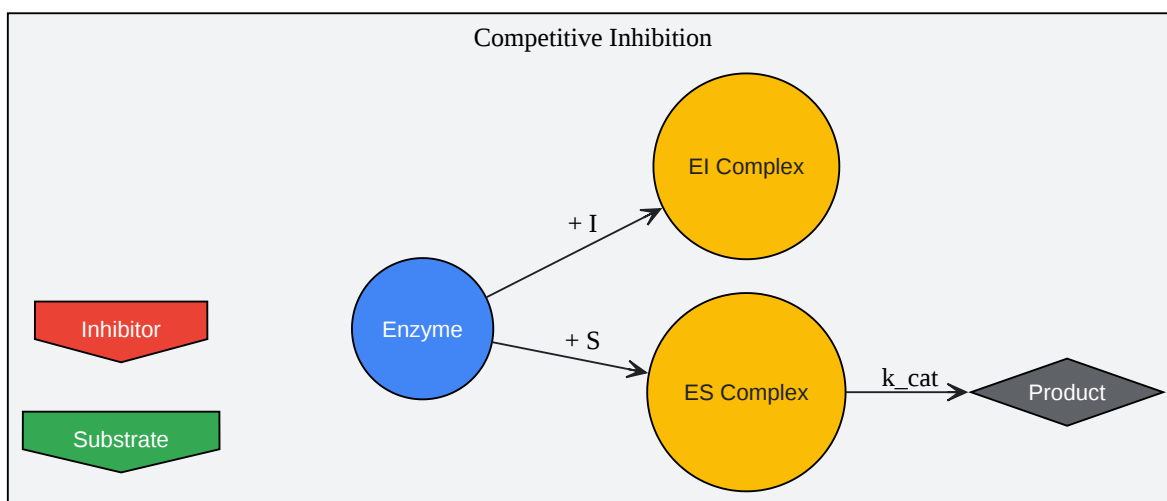 Competitive Inhibition
EI Complex
+ I
Enzyme
Inhibitor
+ S
k_cat
ES Complex
Product
Substrate